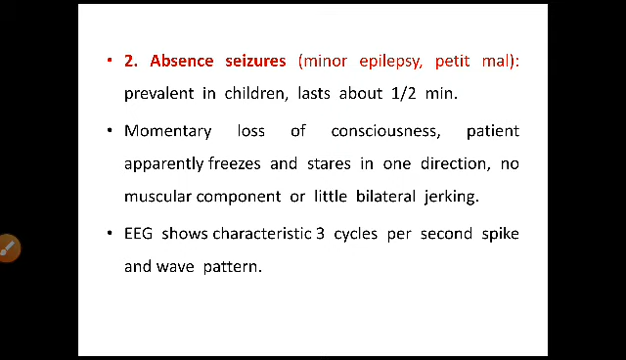 • 2. Absence seizures (minor epilepsy, petit mal):
prevalent in children, lasts about 1/2 min.
• Momentary loss of consciousness, patient
apparently freezes and stares in one direction, no
muscular component or little bilateral jerking.
• EEG shows characteristic 3 cycles per second spike
and wave pattern.